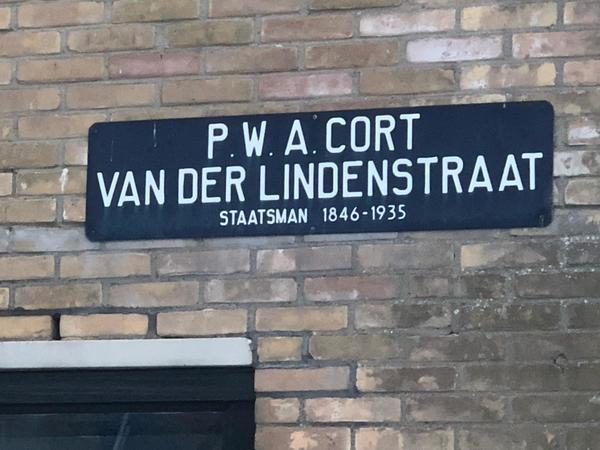 P. W. A. CORT
VAN DER LINDENSTRAAT
STAATSMAN 1846-1935